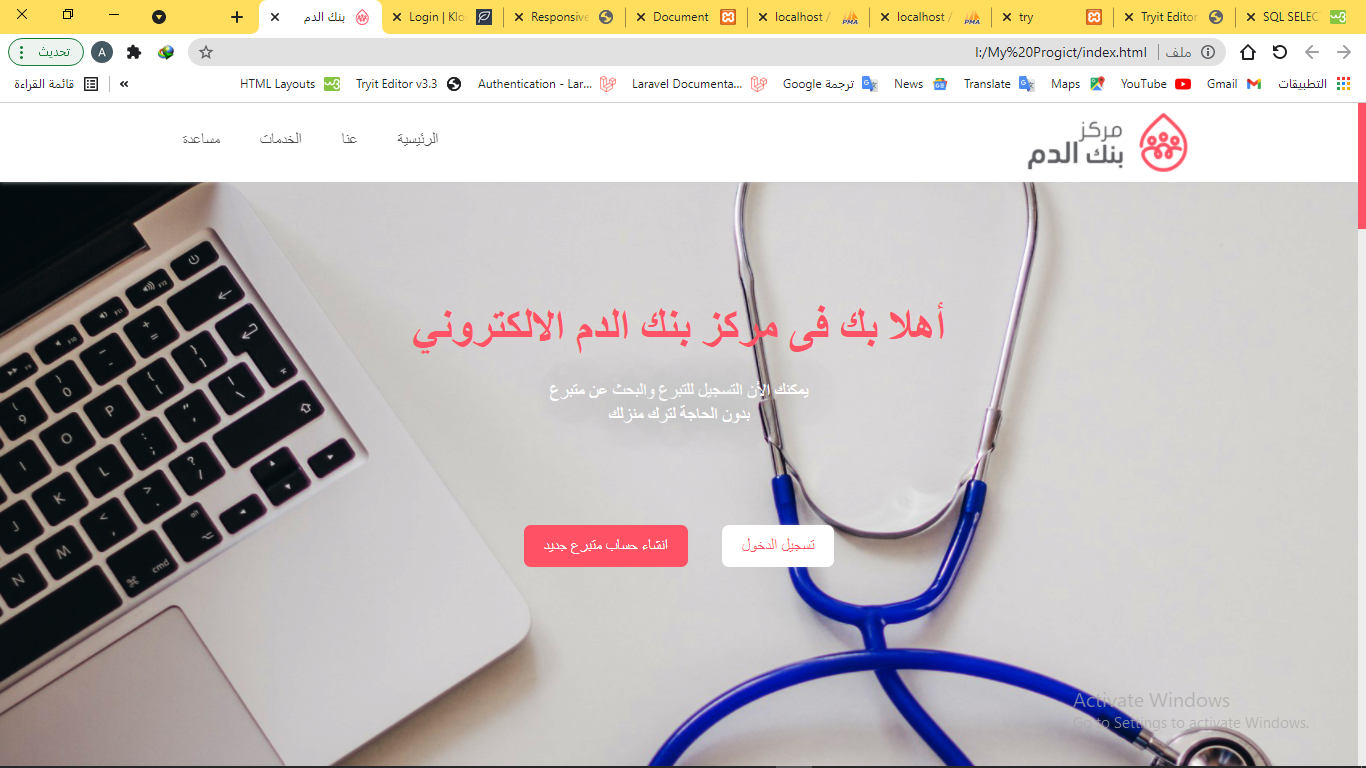 بنك الدم
Login | Klo
Responsive
Document
localhost /
localhost /
try
Tryit Editor
SQL SELEC
تحديث
A
I:/My%20Progict/index.html
ملف
التطبيقات
Gmail
YouTube
Maps
Translate
News
ترجمة Google
Laravel Documenta...
Authentication - Lar...
Tryit Editor v3.3
HTML Layouts
»
قائمة القراءة
مركز
بنك الدم
الرئيسية
عنا
الخدمات
مساعدة
أهلا بك فى مركز بنك الدم الالكتروني
يمكنك الأن التسجيل للتبرع والبحث عن متبرع
بدون الحاجة لترك منزلك
تسجيل الدخول
انشاء حساب متبرع جديد
Activate Windows
Go to Settings to activate Windows.